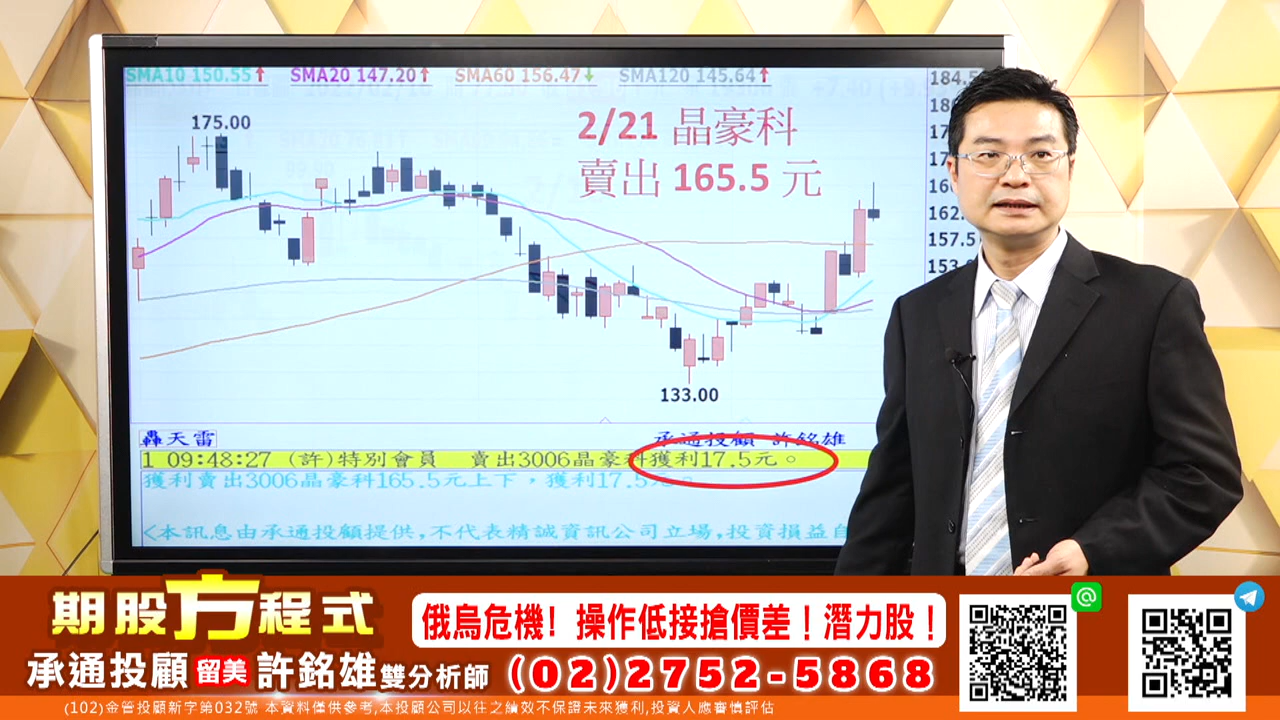 SMA10 150.55↑ SMA20 147.20↑ SMA60 156.47↓ SMA120 145.64↑
184.5
175.00
2/21 晶豪科
賣出 165.5 元
162.
157.5
153.
133.00
轟天雷 承通投顧 許銘雄
1 09:48:27 (許)特別會員 賣出3006晶豪科獲利17.5元。
獲利賣出3006晶豪科165.5元上下，獲利17.5元。
<本訊息由承通投顧提供,不代表精誠資訊公司立場,投資損益自
期股方程式
俄烏危機! 操作低接搶價差!潛力股!
承通投顧 留美 許銘雄 雙分析師 (02)2752-5868
(102)金管投顧新字第032號 本資料僅供參考,本投顧公司以往之績效不保證未來獲利,投資人應審慎評估